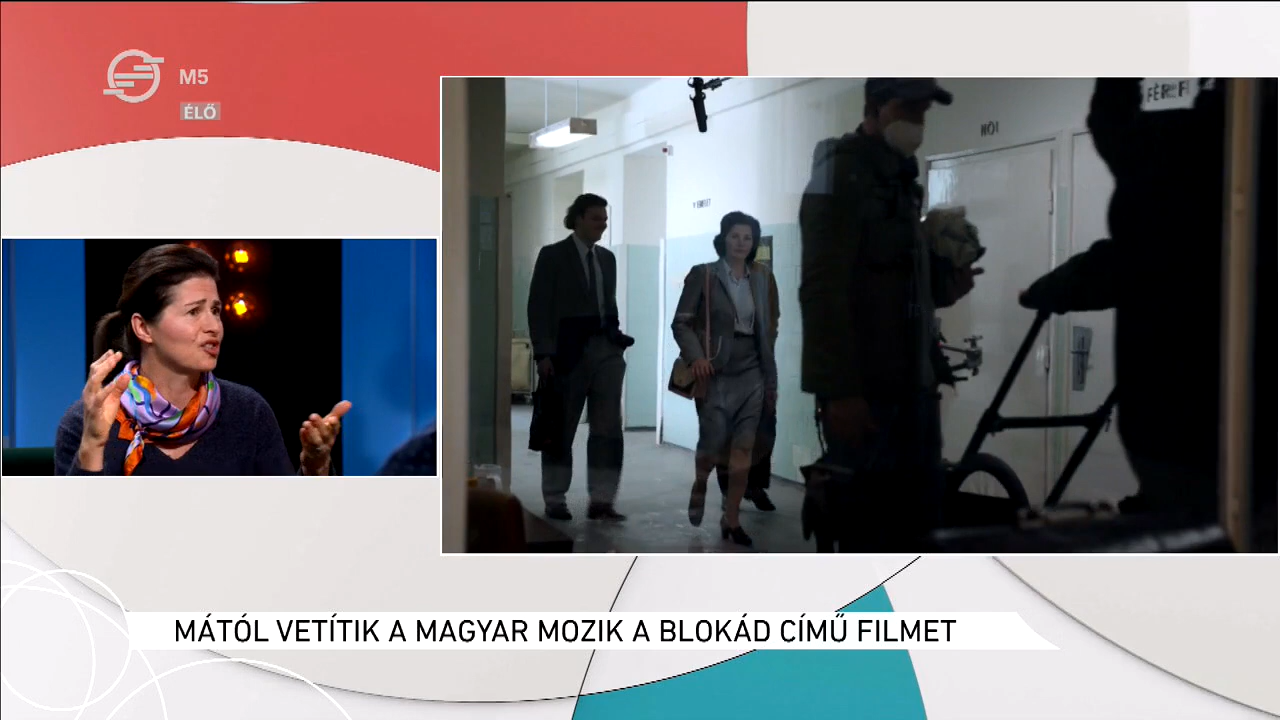 M5
ÉLŐ
FÉRFI
NŐI
MÁTÓL VETÍTIK A MAGYAR MOZIK A BLOKÁD CÍMŰ FILMET